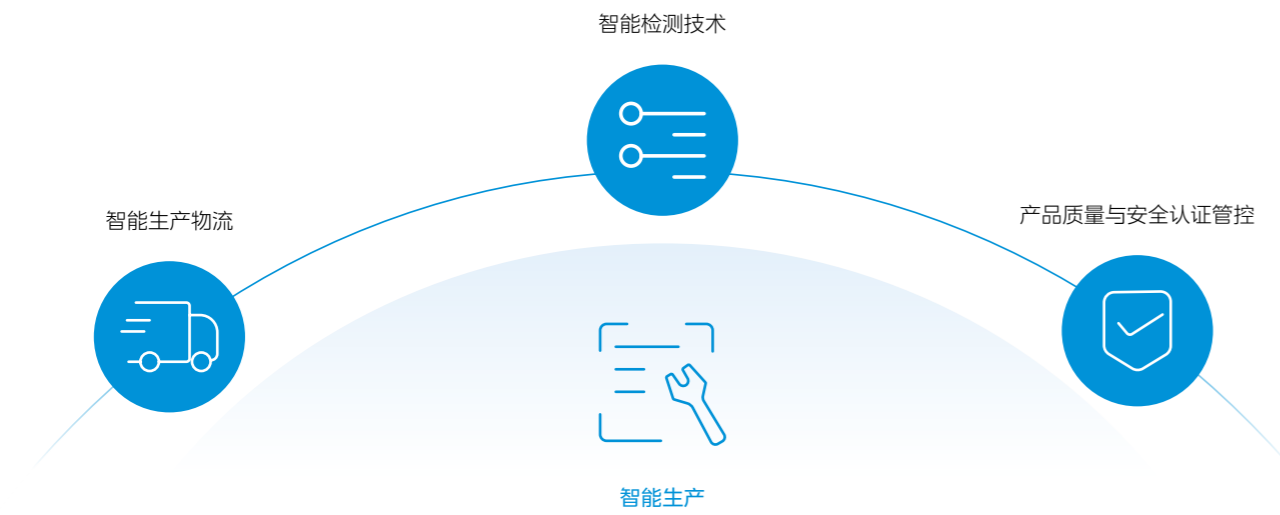 智能检测技术
智能生产物流
产品质量与安全认证管控
智能生产